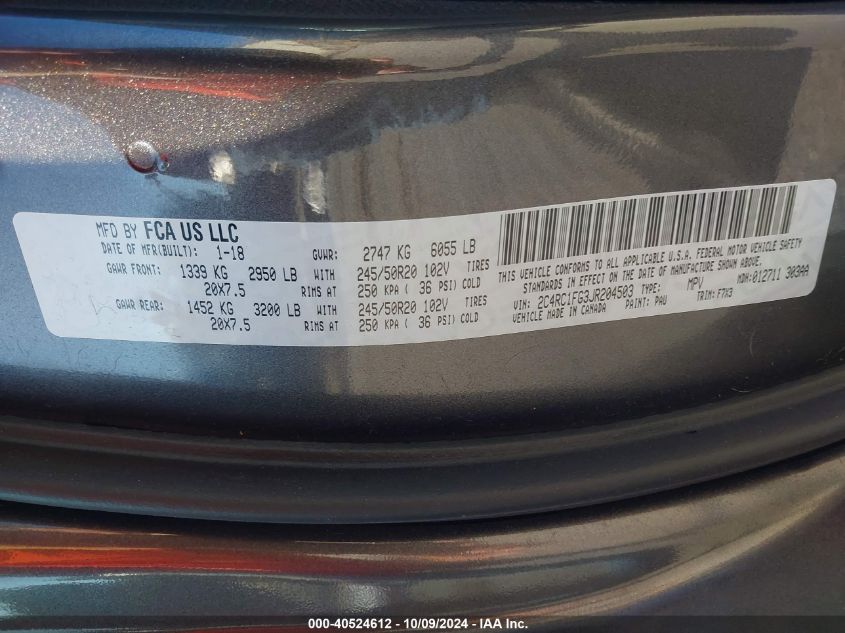 MFD BY FCA US LLC
DATE OF MFR(BUILT): 1-18 GVWR: 2747 KG 6055 LB
GAWR FRONT: 1339 KG 2950 LB WITH 245/50R20 102V TIRES
20X7.5 RIMS AT 250 KPA ( 36 PSI) COLD
GAWR REAR: 1452 KG 3200 LB WITH 245/50R20 102V TIRES
20X7.5 RIMS AT 250 KPA ( 36 PSI) COLD
THIS VEHICLE CONFORMS TO ALL APPLICABLE U.S.A. FEDERAL MOTOR VEHICLE SAFETY
STANDARDS IN EFFECT ON THE DATE OF MANUFACTURE SHOWN ABOVE.
VIN: 2C4RC1FG3JR204503 TYPE: MPV MDH:012711 303AA
VEHICLE MADE IN CANADA PAINT: PAU TRIM: F7X3
000-40524612 - 10/09/2024 - IAAI.com - Copyright © 2024 IAA, Inc.